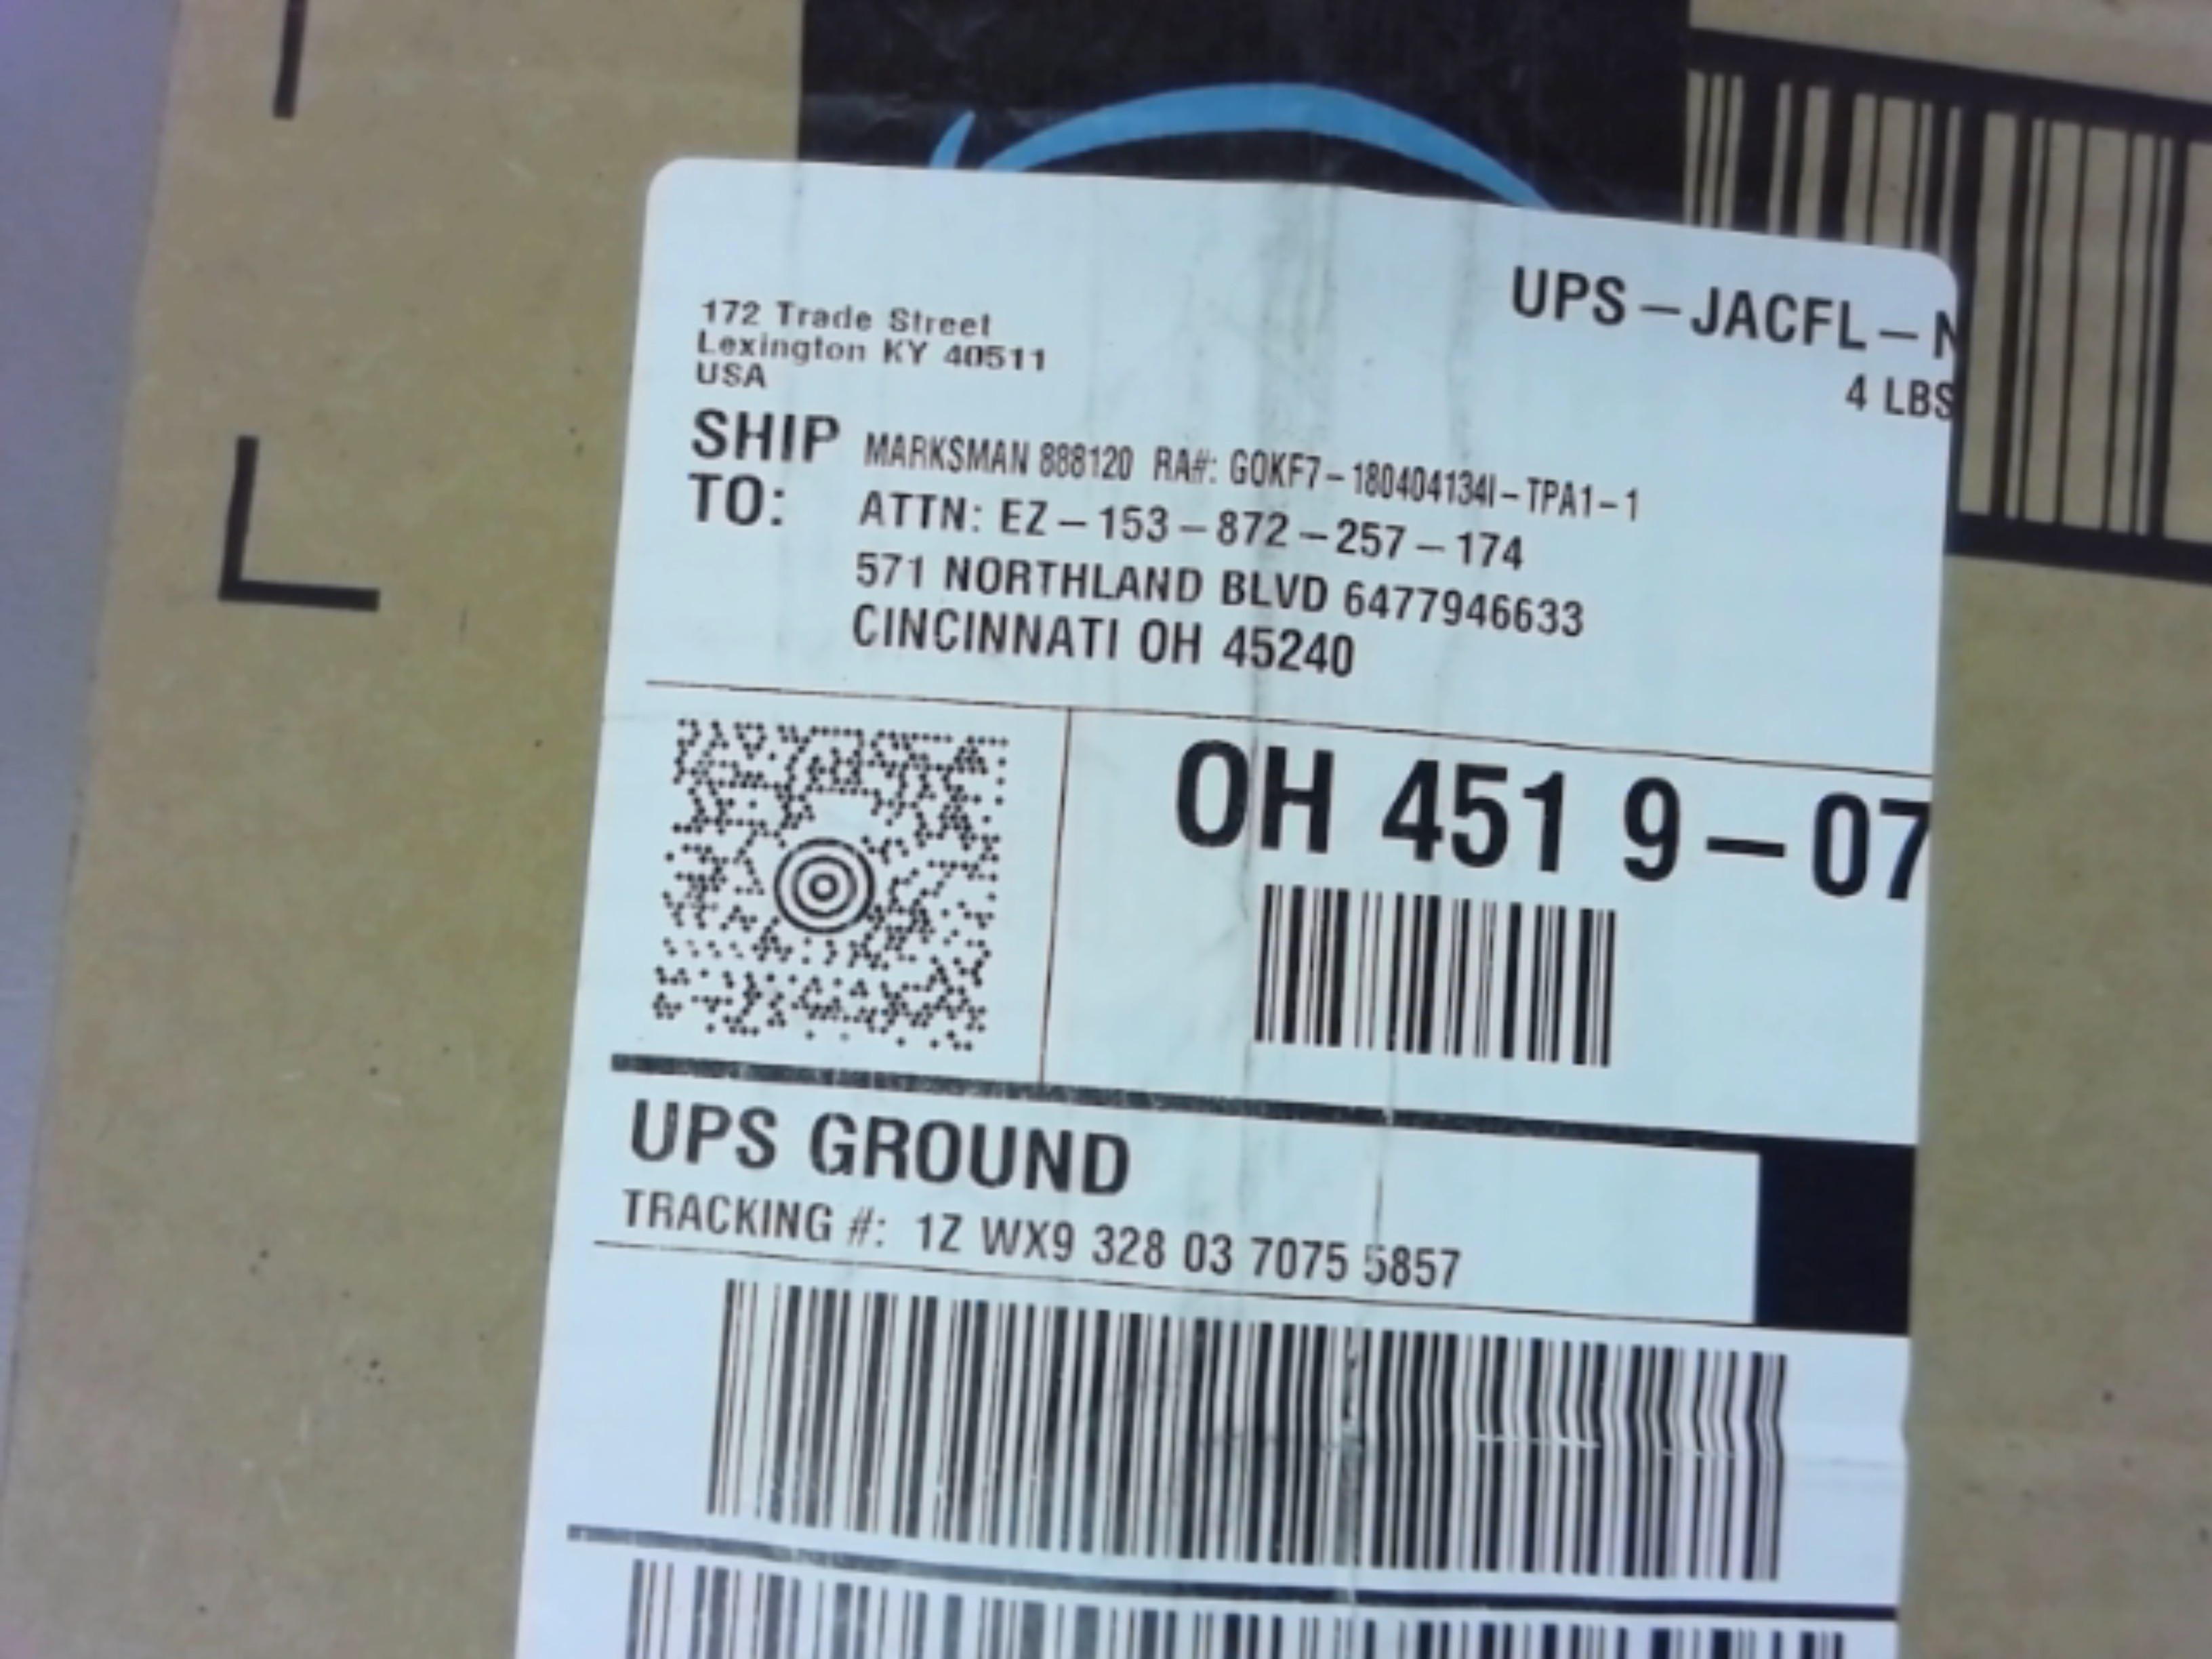 172 Trade Street
Lexington KY 40511
USA
UPS-JACFL-N
4 LBS
SHIP TO:
MARKSMAN 888120 RA#: GOKF7-180404134I-TPA1-1
ATTN: EZ-153-872-257-174
571 NORTHLAND BLVD 6477946633
CINCINNATI OH 45240
OH 451 9-07
UPS GROUND
TRACKING #: 1Z WX9 328 03 7075 5857